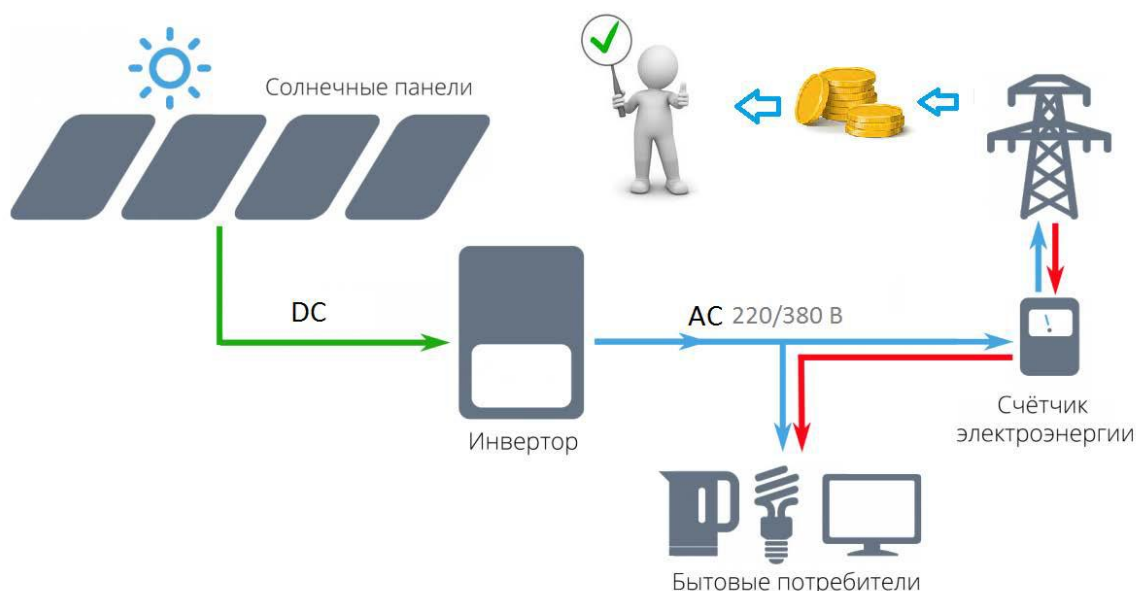 Солнечные панели
DC
AC 220/380 В
Инвертор
Счётчик
электроэнергии
Бытовые потребители